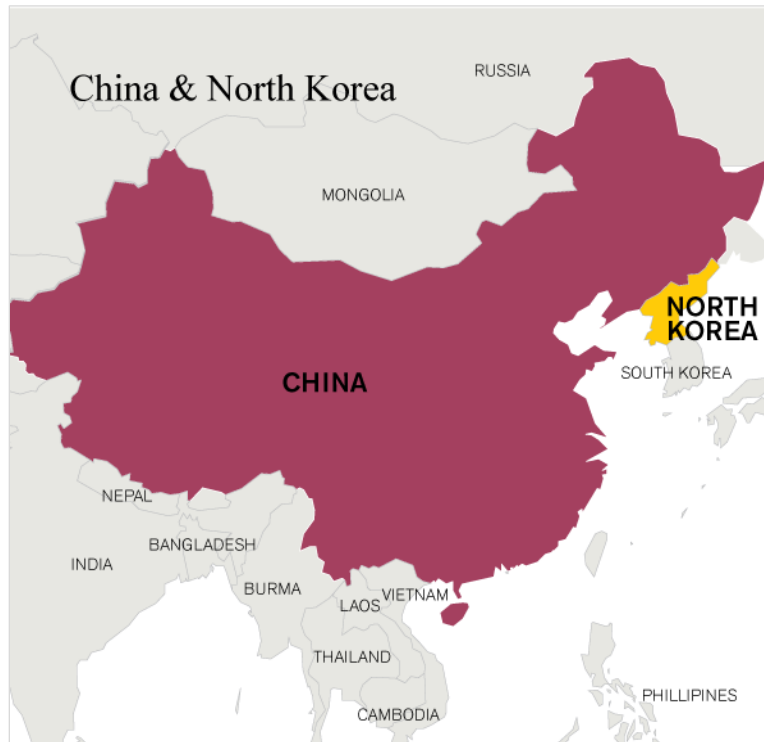 RUSSIA
China & North Korea
MONGOLIA
NORTH
KOREA
SOUTH KOREA
CHINA
NEPAL
BANGLADESH
INDIA
BURMA
LAOS
VIETNAM
THAILAND
PHILLIPINES
CAMBODIA